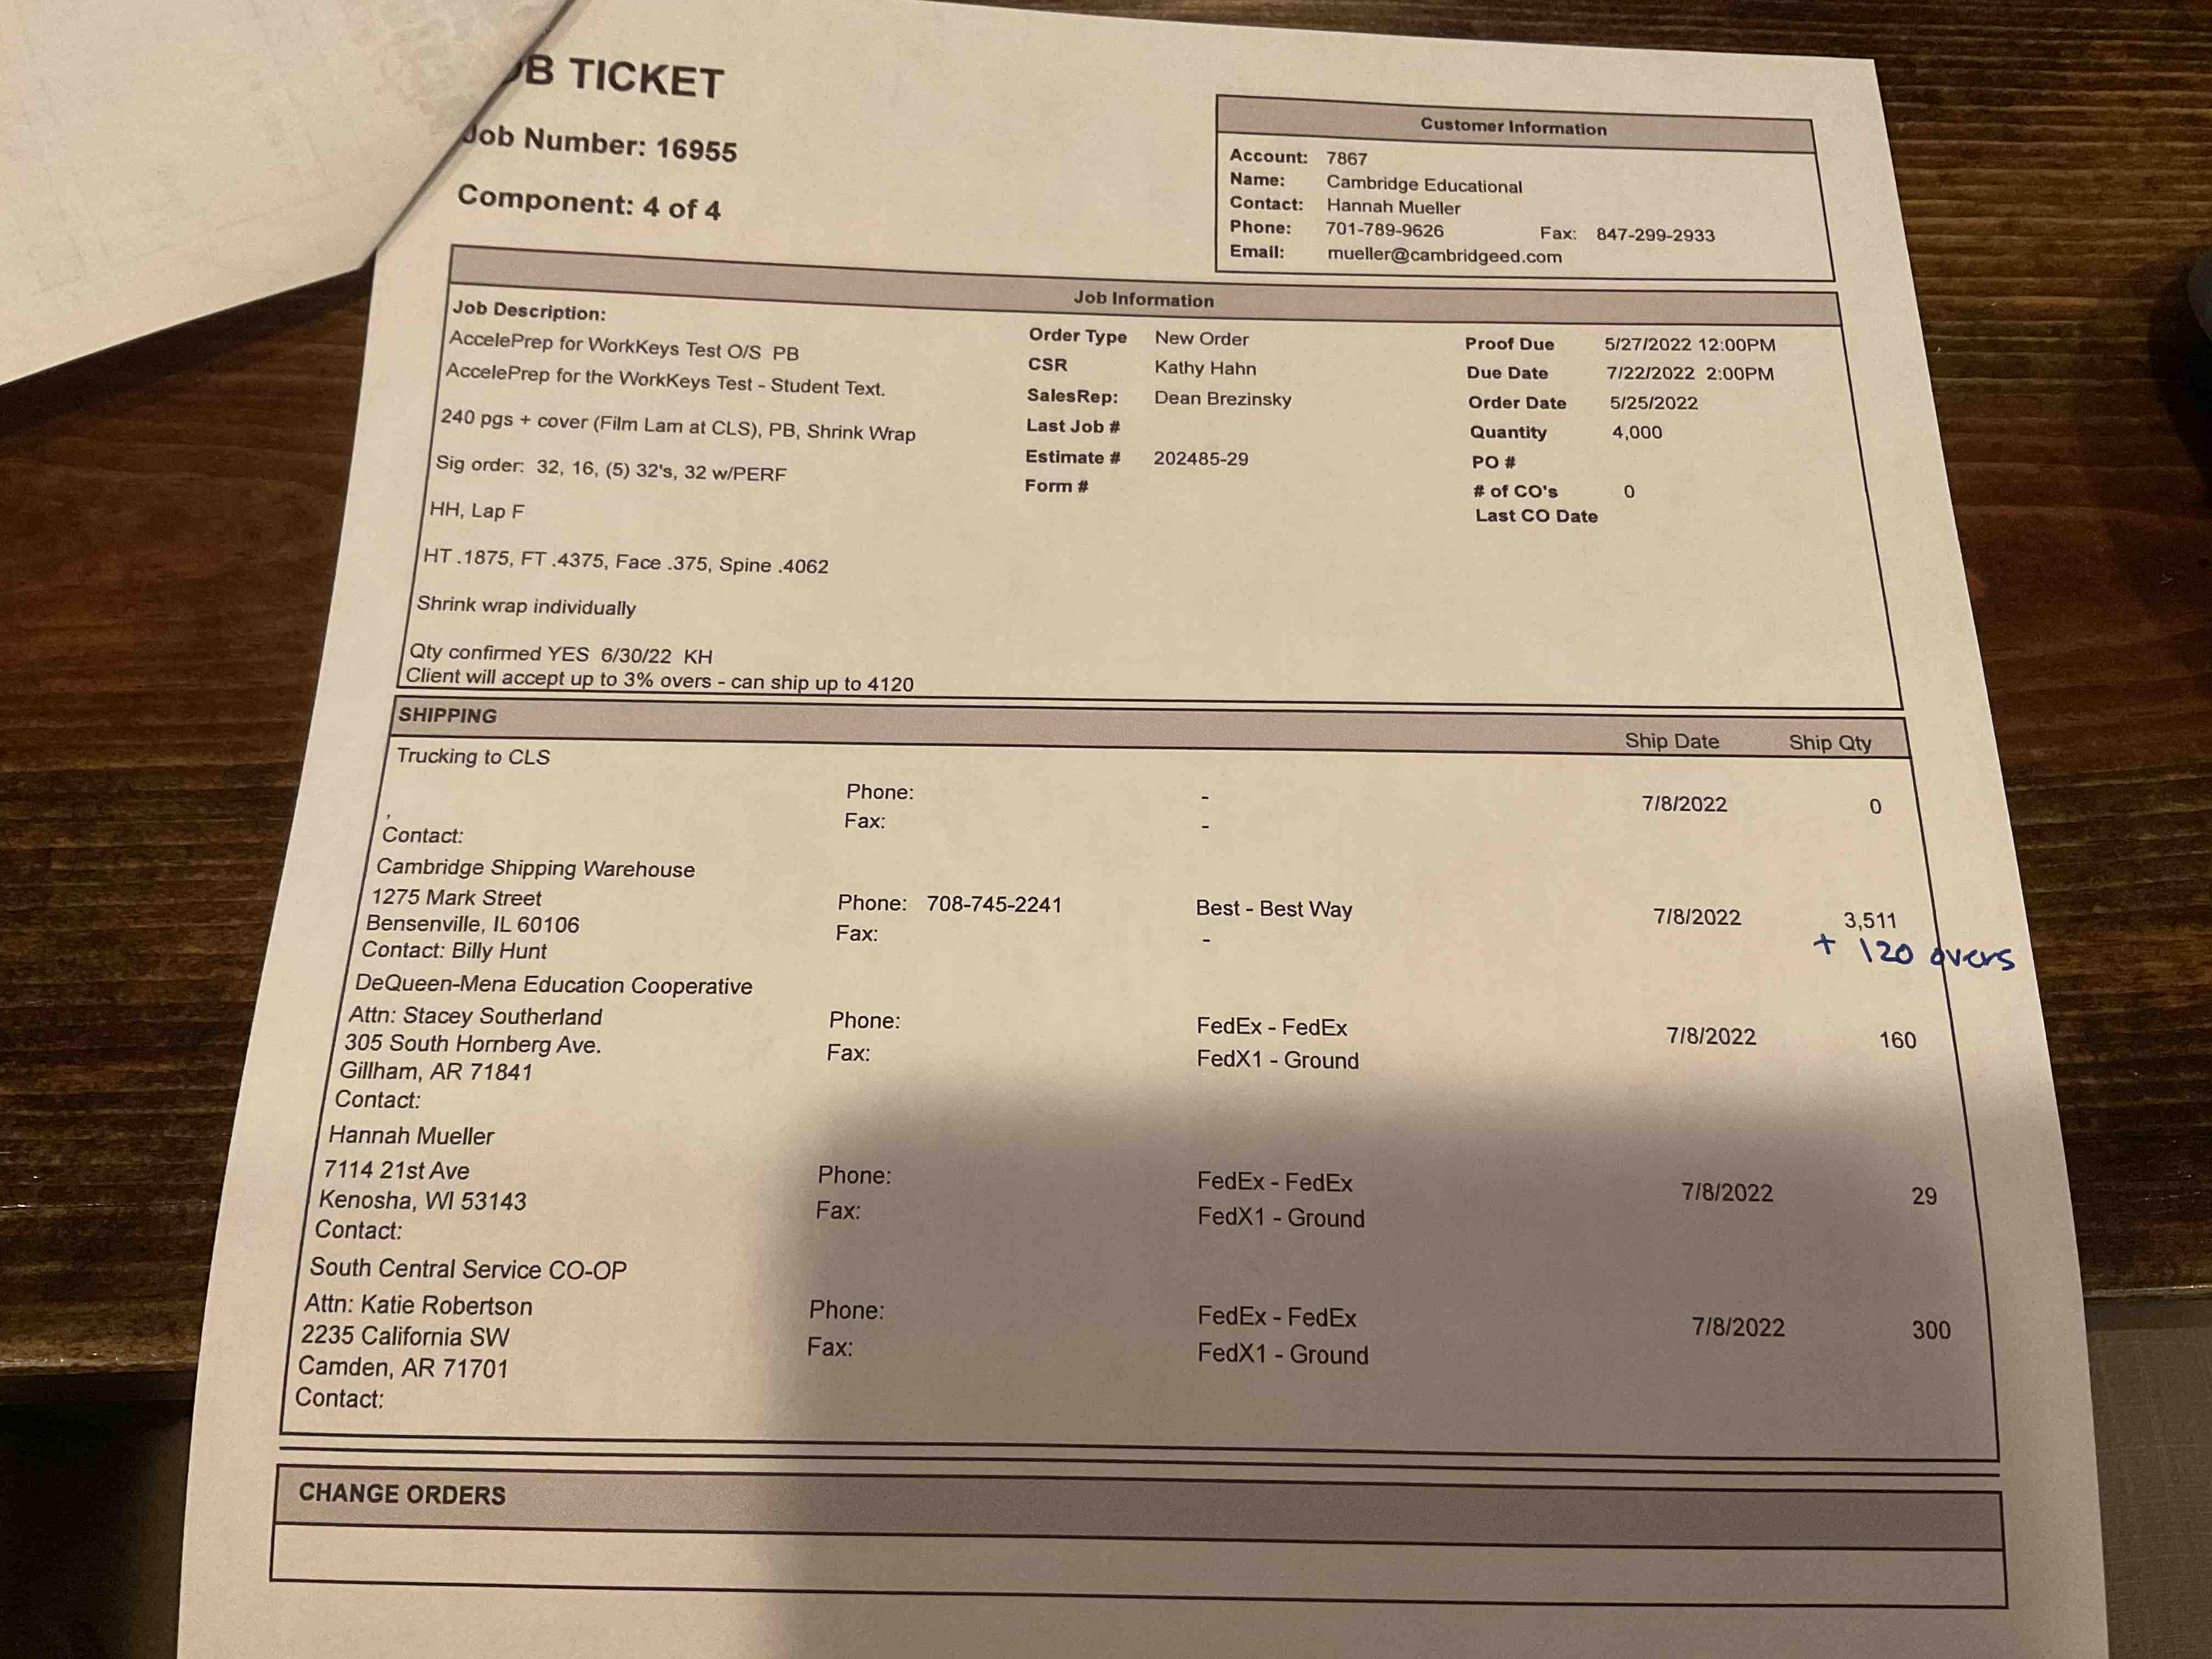 B TICKET
Job Number: 16955
Component: 4 of 4
Customer Information
Account: 7867
Name: Cambridge Educational
Contact: Hannah Mueller
Phone: 701-789-9626 Fax: 847-299-2933
Email: mueller@cambridgeed.com
Job Information
Job Description:
AccelePrep for WorkKeys Test O/S PB
AccelePrep for the WorkKeys Test - Student Text.
240 pgs + cover (Film Lam at CLS), PB, Shrink Wrap
Sig order: 32, 16, (5) 32's, 32 w/PERF
HH, Lap F
HT .1875, FT .4375, Face .375, Spine .4062
Shrink wrap individually
Qty confirmed YES 6/30/22 KH
Client will accept up to 3% overs - can ship up to 4120
Order Type New Order
CSR Kathy Hahn
SalesRep: Dean Brezinsky
Last Job #
Estimate # 202485-29
Form #
Proof Due 5/27/2022 12:00PM
Due Date 7/22/2022 2:00PM
Order Date 5/25/2022
Quantity 4,000
PO #
# of CO's 0
Last CO Date
SHIPPING
Ship Date Ship Qty
Trucking to CLS
Phone: - 7/8/2022 0
, Fax: -
Contact:
Cambridge Shipping Warehouse
1275 Mark Street Phone: 708-745-2241 Best - Best Way 7/8/2022 3,511
Bensenville, IL 60106 Fax: - + 120 overs
Contact: Billy Hunt
DeQueen-Mena Education Cooperative
Attn: Stacey Southerland Phone: FedEx - FedEx 7/8/2022 160
305 South Hornberg Ave. Fax: FedX1 - Ground
Gillham, AR 71841
Contact:
Hannah Mueller
7114 21st Ave Phone: FedEx - FedEx 7/8/2022 29
Kenosha, WI 53143 Fax: FedX1 - Ground
Contact:
South Central Service CO-OP
Attn: Katie Robertson Phone: FedEx - FedEx 7/8/2022 300
2235 California SW Fax: FedX1 - Ground
Camden, AR 71701
Contact:
CHANGE ORDERS